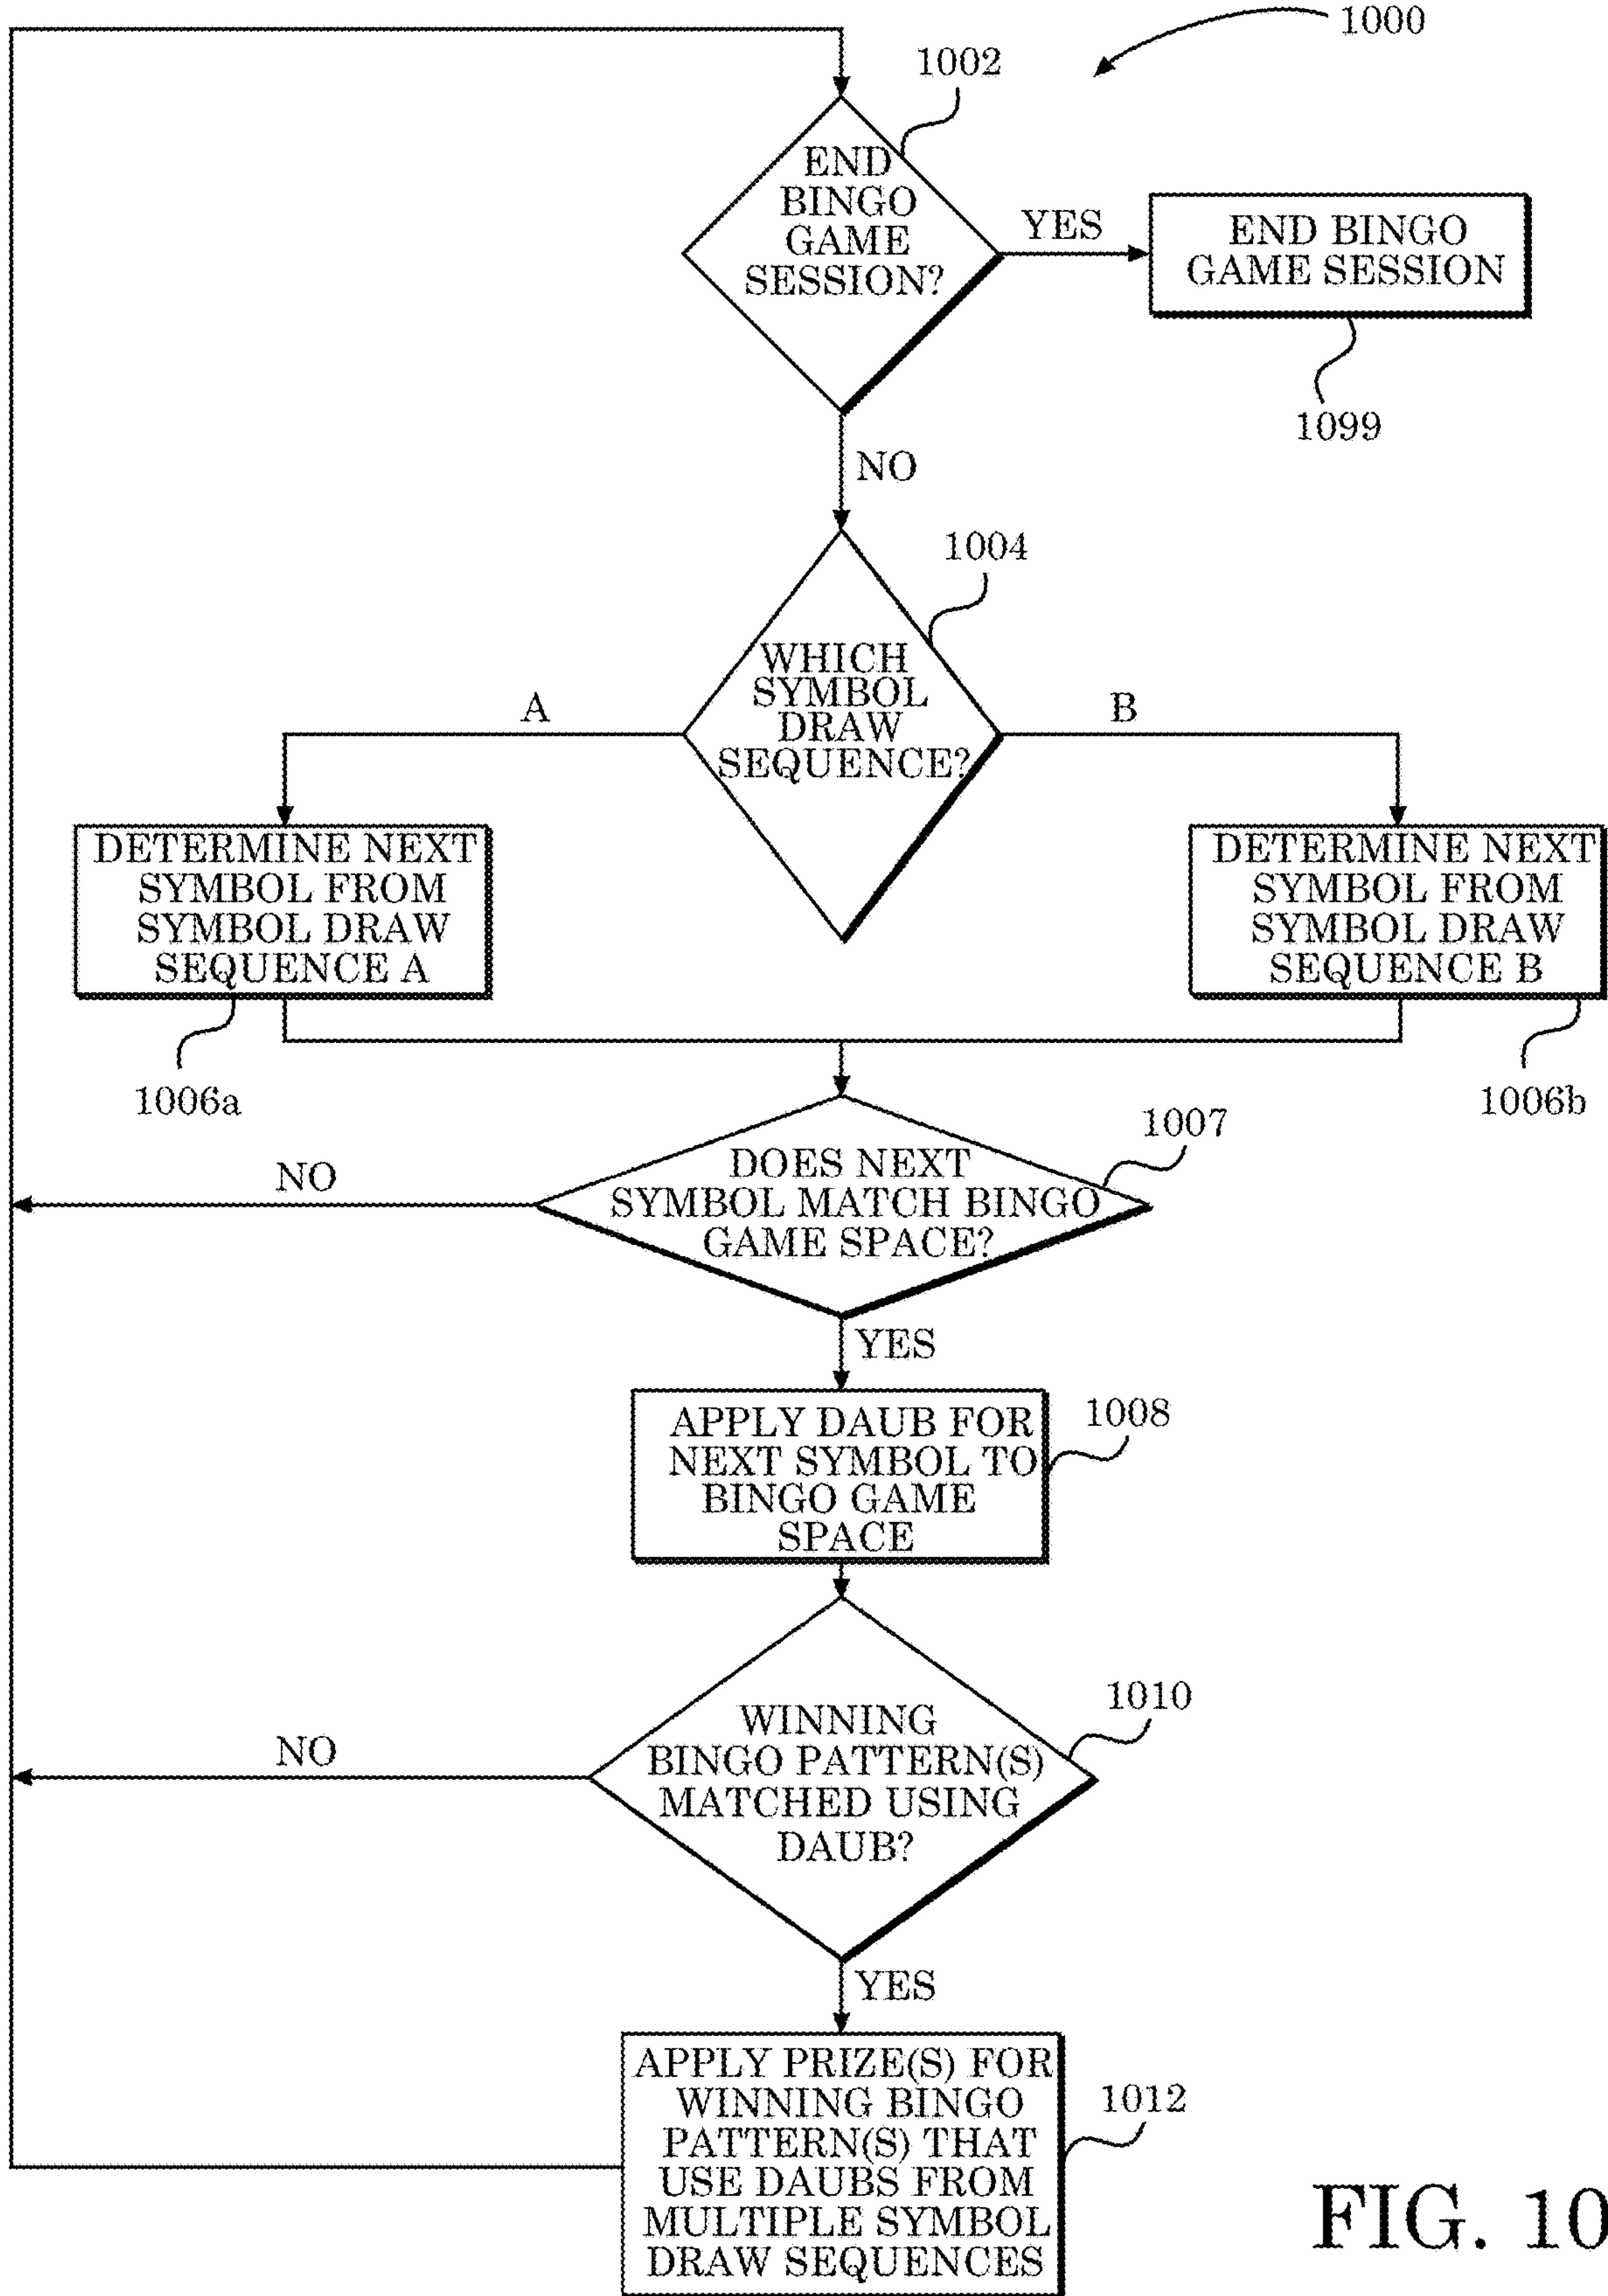 1000
1002
END
BINGO
GAME
SESSION?
YES
END BINGO
GAME SESSION
1099
NO
1004
WHICH
SYMBOL
DRAW
SEQUENCE?
A
B
DETERMINE NEXT
SYMBOL FROM
SYMBOL DRAW
SEQUENCE A
1006a
DETERMINE NEXT
SYMBOL FROM
SYMBOL DRAW
SEQUENCE B
1006b
1007
DOES NEXT
SYMBOL MATCH BINGO
GAME SPACE?
NO
YES
APPLY DAUB FOR
NEXT SYMBOL TO
BINGO GAME
SPACE
1008
1010
WINNING
BINGO PATTERN(S)
MATCHED USING
DAUB?
NO
YES
APPLY PRIZE(S) FOR
WINNING BINGO
PATTERN(S) THAT
USE DAUBS FROM
MULTIPLE SYMBOL
DRAW SEQUENCES
1012
FIG. 10